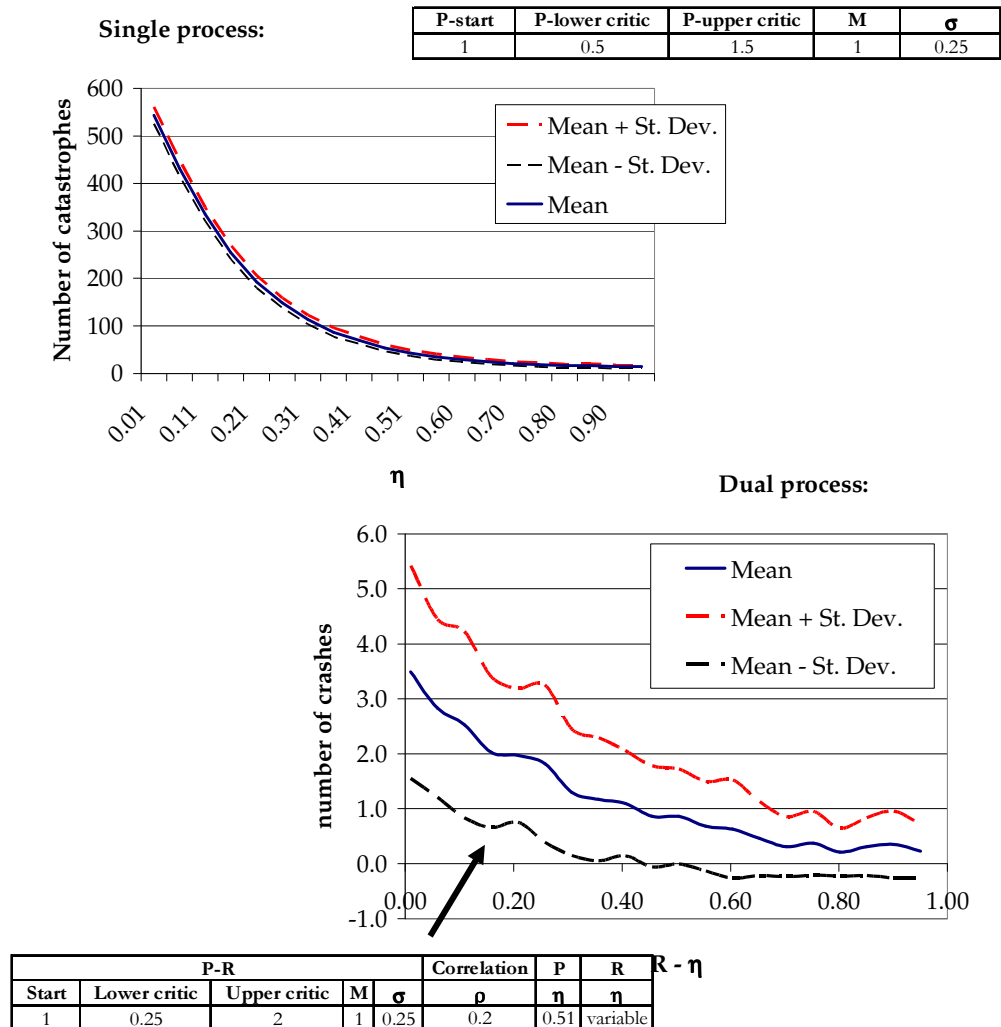 Single process:
P-start P-lower critic P-upper critic M σ
1 0.5 1.5 1 0.25
600
500
400
300
200
100
0
Number of catastrophes
Mean + St. Dev.
Mean - St. Dev.
Mean
0.01 0.11 0.21 0.31 0.41 0.51 0.60 0.70 0.80 0.90
η
Dual process:
6.0
5.0
4.0
3.0
2.0
1.0
0.0
-1.0
number of crashes
Mean
Mean + St. Dev.
Mean - St. Dev.
0.00 0.20 0.40 0.60 0.80 1.00
R - η
P-R Correlation P R
Start Lower critic Upper critic M σ ρ η η
1 0.25 2 1 0.25 0.2 0.51 variable